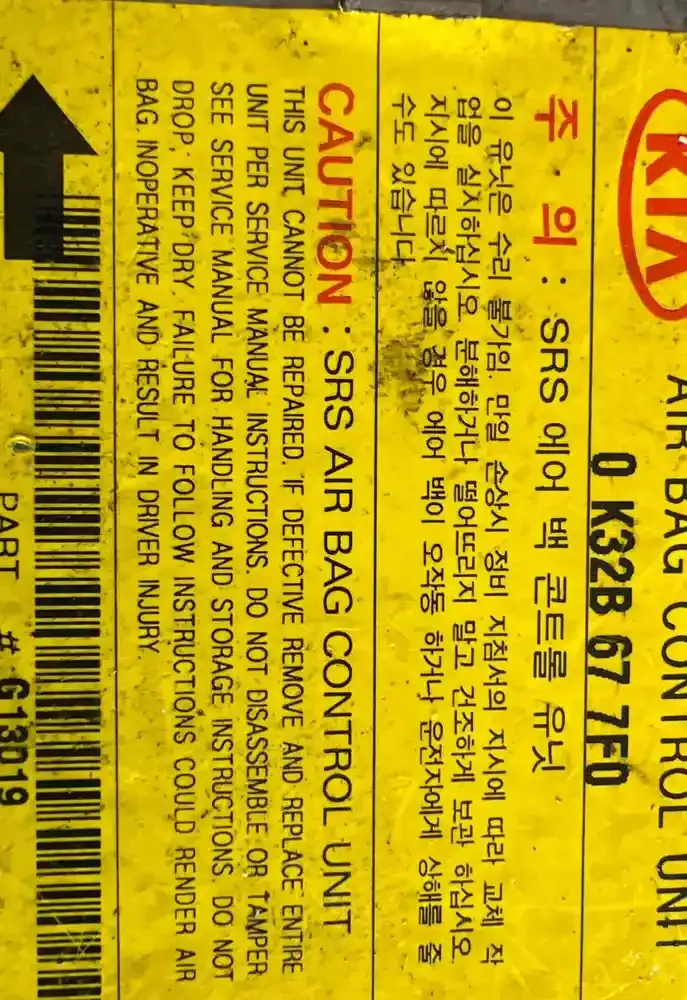 KIA AIR BAG CONTROL UNIT
0 K32B 67 7F0
주 의 : SRS 에어 백 콘트롤 유닛
이 유닛은 수리 불가임. 만일 손상시 정비 지침서의 지시에 따라 교체 작
업을 실시하십시오 분해하거나 떨어뜨리지 말고 건조하게 보관 하십시오
지시에 따르지 않을 경우 에어 백이 오작동 하거나 운전자에게 상해를 줄
수도 있습니다
CAUTION : SRS AIR BAG CONTROL UNIT
THIS UNIT CANNOT BE REPAIRED. IF DEFECTIVE REMOVE AND REPLACE ENTIRE
UNIT PER SERVICE MANUAL INSTRUCTIONS. DO NOT DISASSEMBLE OR TAMPER
SEE SERVICE MANUAL FOR HANDLING AND STORAGE INSTRUCTIONS. DO NOT
DROP, KEEP DRY. FAILURE TO FOLLOW INSTRUCTIONS COULD RENDER AIR
BAG INOPERATIVE AND RESULT IN DRIVER INJURY.
PART # G13019